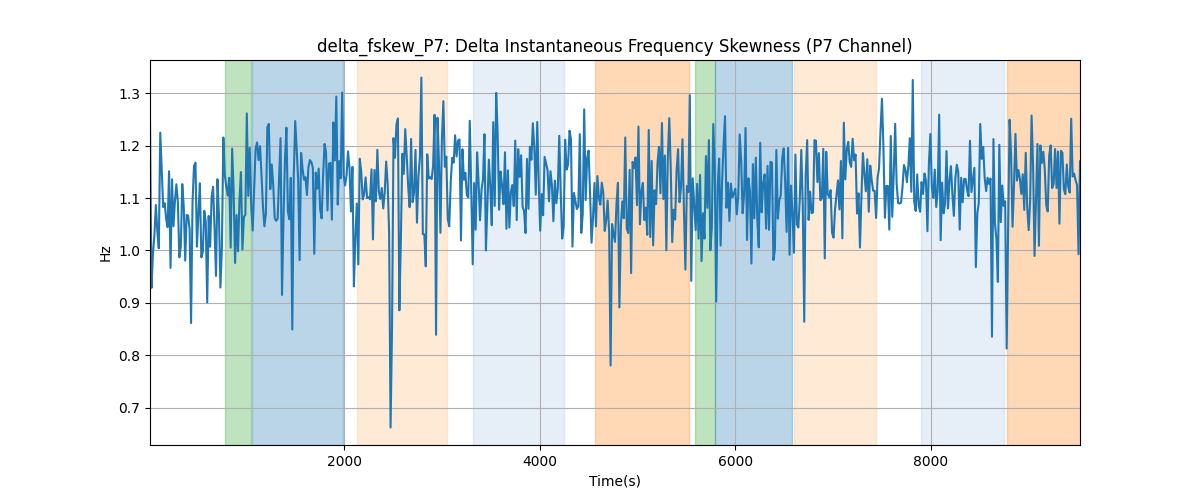 delta_fskew_P7: Delta Instantaneous Frequency Skewness (P7 Channel)
1.3
1.2
1.1
1.0
0.9
0.8
0.7
Hz
2000 4000 6000 8000
Time(s)